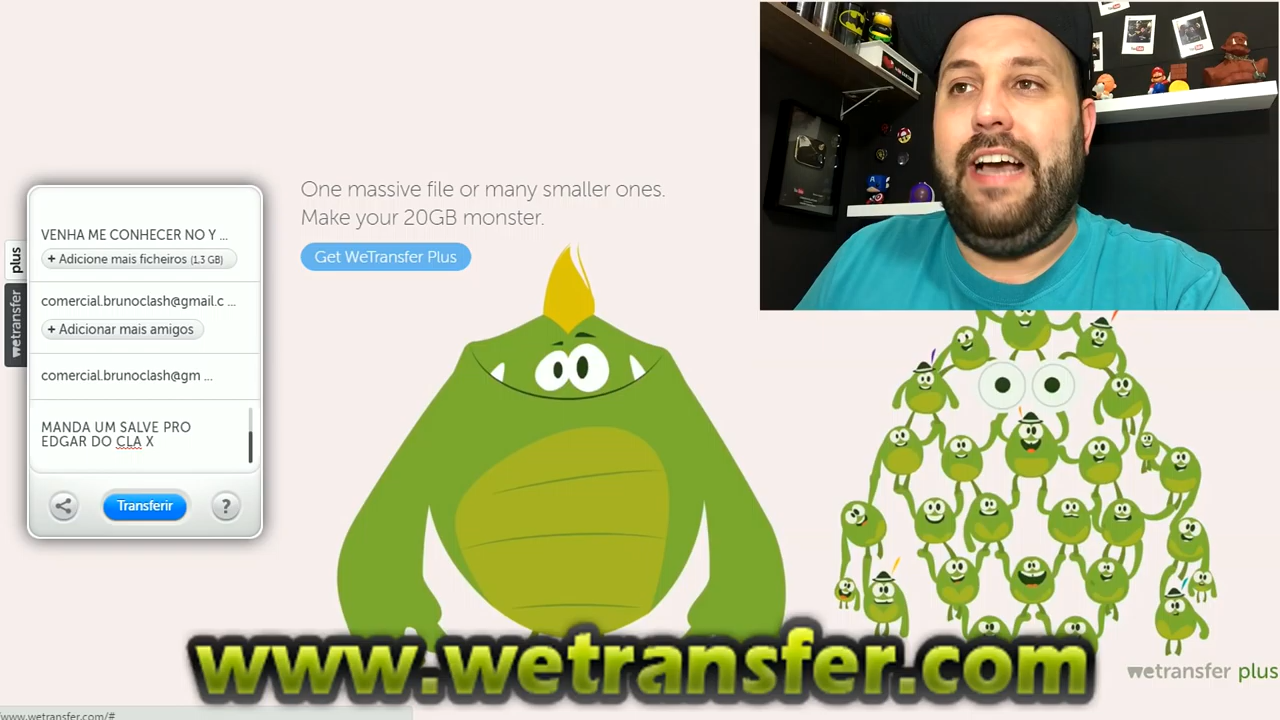 One massive file or many smaller ones.
Make your 20GB monster.
Get WeTransfer Plus
plus
wetransfer
VENHA ME CONHECER NO Y ...
+ Adicione mais ficheiros (1,3 GB)
comercial.brunoclash@gmail.c ...
+ Adicionar mais amigos
comercial.brunoclash@gm ...
MANDA UM SALVE PRO
EDGAR DO CLA X
Transferir
?
www.wetransfer.com
wetransfer plus
www.wetransfer.com/#